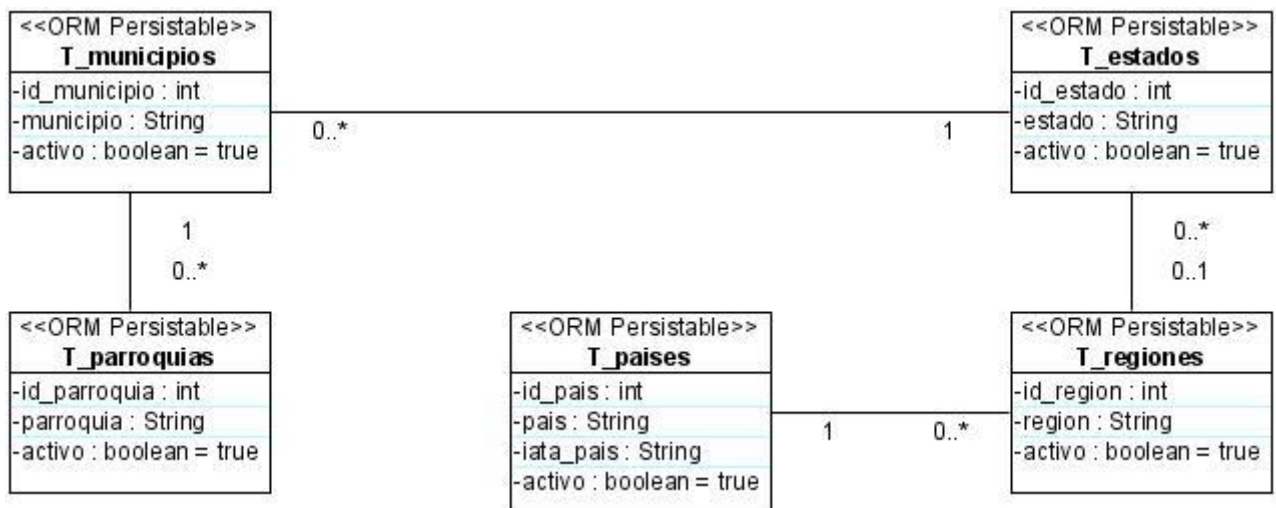 <<ORM Persistable>>
T_municipios
-id_municipio : int
-municipio : String
-activo : boolean = true
0..*
1
<<ORM Persistable>>
T_estados
-id_estado : int
-estado : String
-activo : boolean = true
1
0..*
0..*
0..1
<<ORM Persistable>>
T_parroquias
-id_parroquia : int
-parroquia : String
-activo : boolean = true
<<ORM Persistable>>
T_paises
-id_pais : int
-pais : String
-iata_pais : String
-activo : boolean = true
1
0..*
<<ORM Persistable>>
T_regiones
-id_region : int
-region : String
-activo : boolean = true